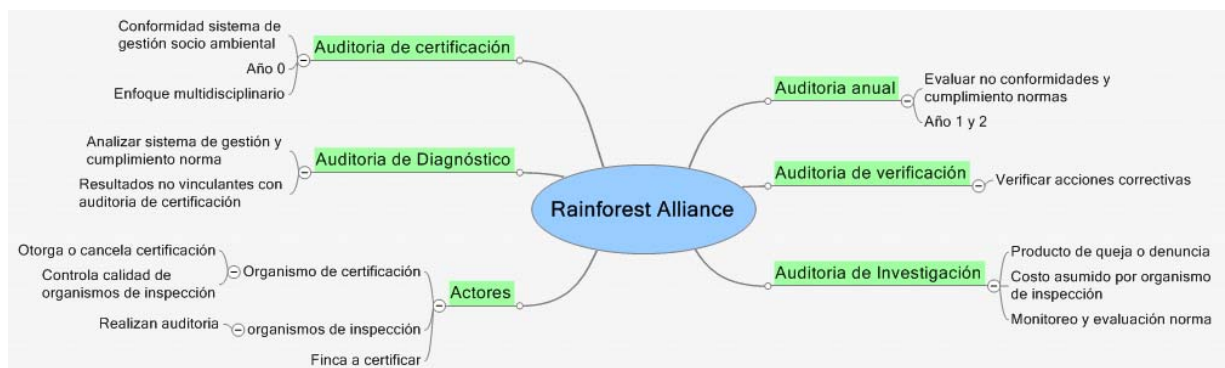 Rainforest Alliance
Auditoria de certificación
Conformidad sistema de
gestión socio ambiental
Año 0
Enfoque multidisciplinario
Auditoria de Diagnóstico
Analizar sistema de gestión y
cumplimiento norma
Resultados no vinculantes con
auditoria de certificación
Actores
Organismo de certificación
Otorga o cancela certificación
Controla calidad de
organismos de inspección
organismos de inspección
Realizan auditoria
Finca a certificar
Auditoria anual
Evaluar no conformidades y
cumplimiento normas
Año 1 y 2
Auditoria de verificación
Verificar acciones correctivas
Auditoria de Investigación
Producto de queja o denuncia
Costo asumido por organismo
de inspección
Monitoreo y evaluación norma